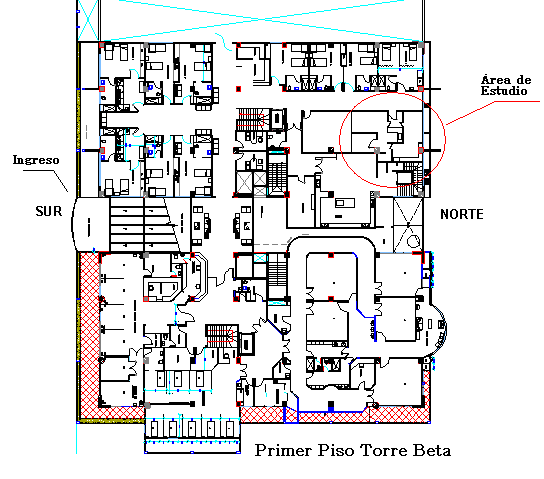 Área de
Estudio
Ingreso
SUR
NORTE
Primer Piso Torre Beta